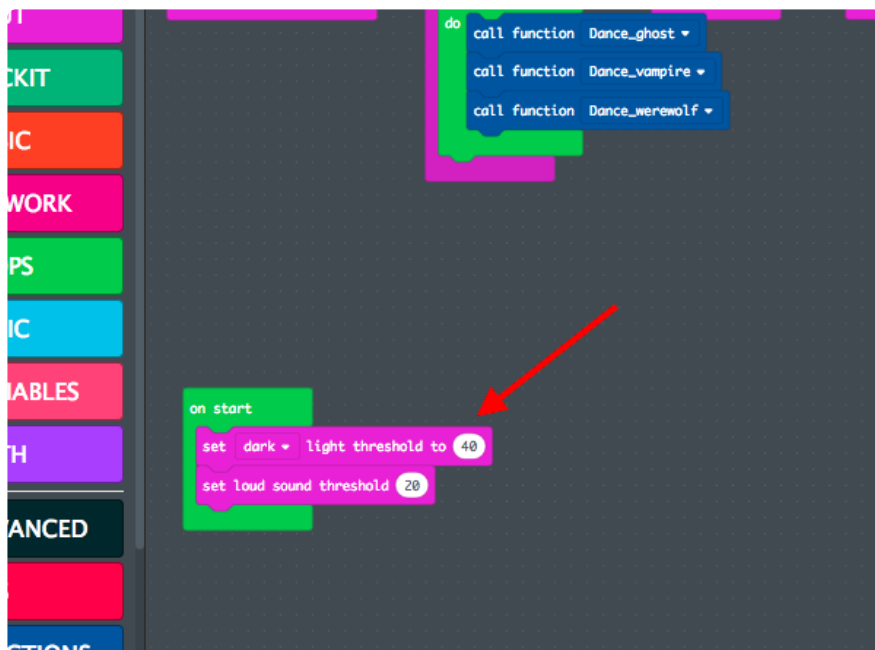 CKIT
IC
WORK
PS
IC
IABLES
TH
VANCED
CTIONS
do
call function Dance_ghost
call function Dance_vampire
call function Dance_werewolf
on start
set dark light threshold to 40
set loud sound threshold 20